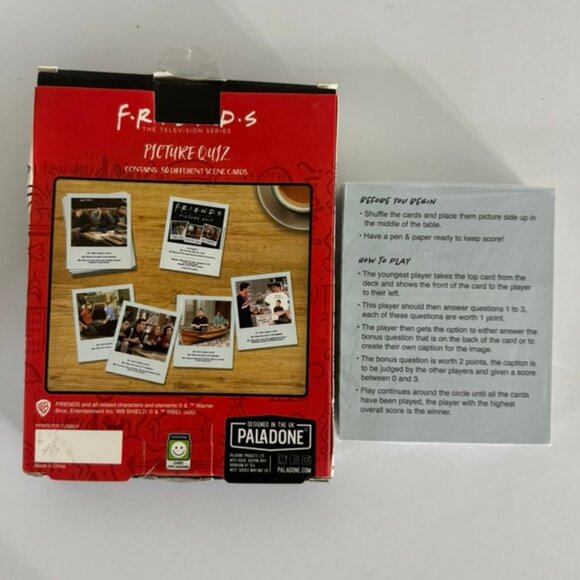 F·R·I·E·N·D·S
THE TELEVISION SERIES
PICTURE QUIZ
CONTAINS: 50 DIFFERENT SCENE CARDS
FRIENDS
picture quiz
FRIENDS and all related characters and elements © & ™ Warner
Bros. Entertainment Inc. WB SHIELD: © & ™ WBEI. (s20)
Made in China
DESIGNED IN THE UK
PALADONE
PALADONE PRODUCTS LTD
PALADONE.COM
BEFORE YOU BEGIN
• Shuffle the cards and place them picture side up in
the middle of the table.
• Have a pen & paper ready to keep score!
HOW TO PLAY
• The youngest player takes the top card from the
deck and shows the front of the card to the player
to their left.
• This player should then answer questions 1 to 3,
each of these questions are worth 1 point.
• The player then gets the option to either answer the
bonus question that is on the back of the card or to
create their own caption for the image.
• The bonus question is worth 2 points, the caption is
to be judged by the other players and given a score
between 0 and 3.
• Play continues around the circle until all the cards
have been played, the player with the highest
overall score is the winner.